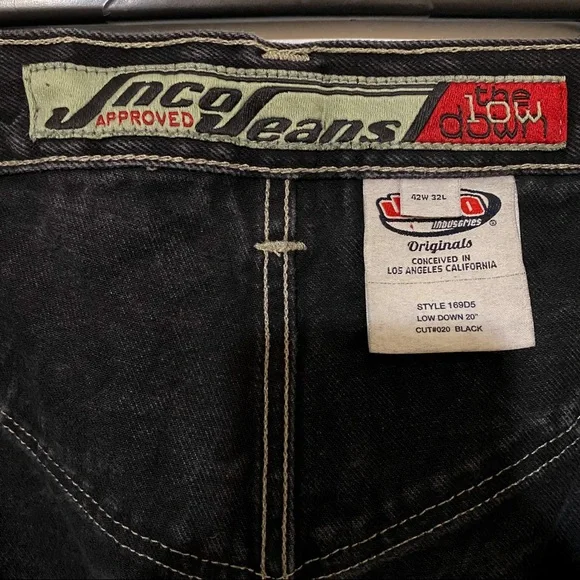 JNCO Jeans
APPROVED
the
low
down
42W 32L
INDUSTRIES ®
Originals
CONCEIVED IN
LOS ANGELES CALIFORNIA
STYLE 169D5
LOW DOWN 20"
CUT#020 BLACK